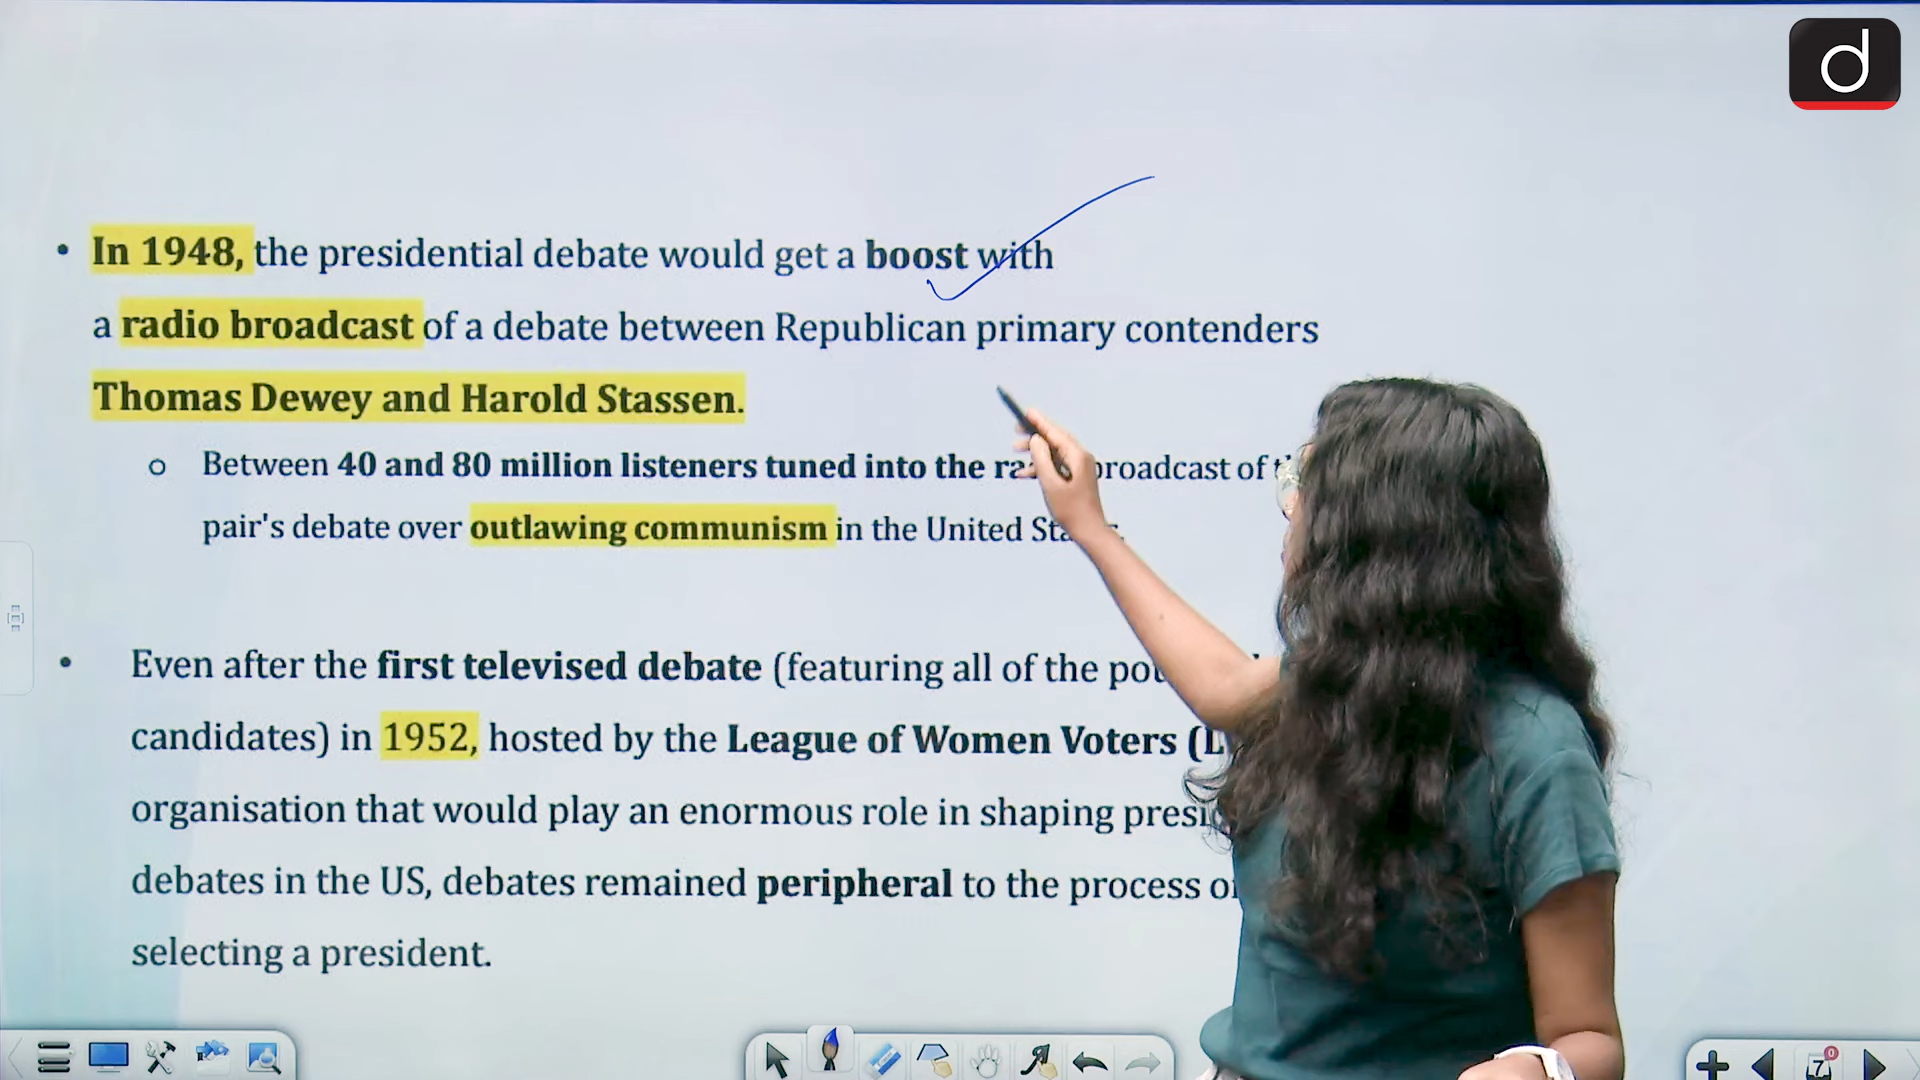 d
• In 1948, the presidential debate would get a boost with
a radio broadcast of a debate between Republican primary contenders
Thomas Dewey and Harold Stassen.
o Between 40 and 80 million listeners tuned into the broadcast of
pair's debate over outlawing communism in the United
• Even after the first televised debate (featuring all of the
candidates) in 1952, hosted by the League of Women Voters
organisation that would play an enormous role in shaping
debates in the US, debates remained peripheral to the process
selecting a president.
7
0